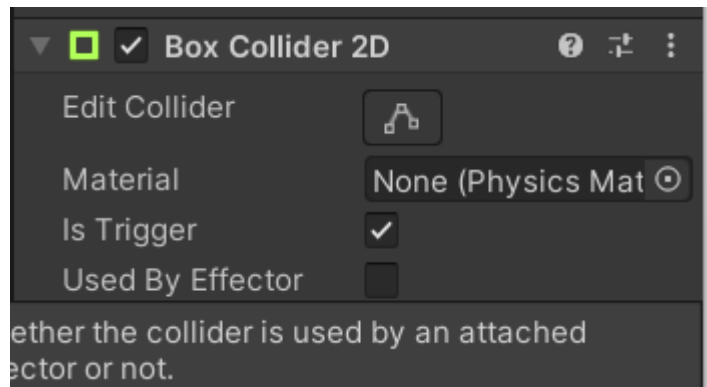 Box Collider 2D
Edit Collider
Material None (Physics Mat
Is Trigger
Used By Effector
ether the collider is used by an attached
ector or not.